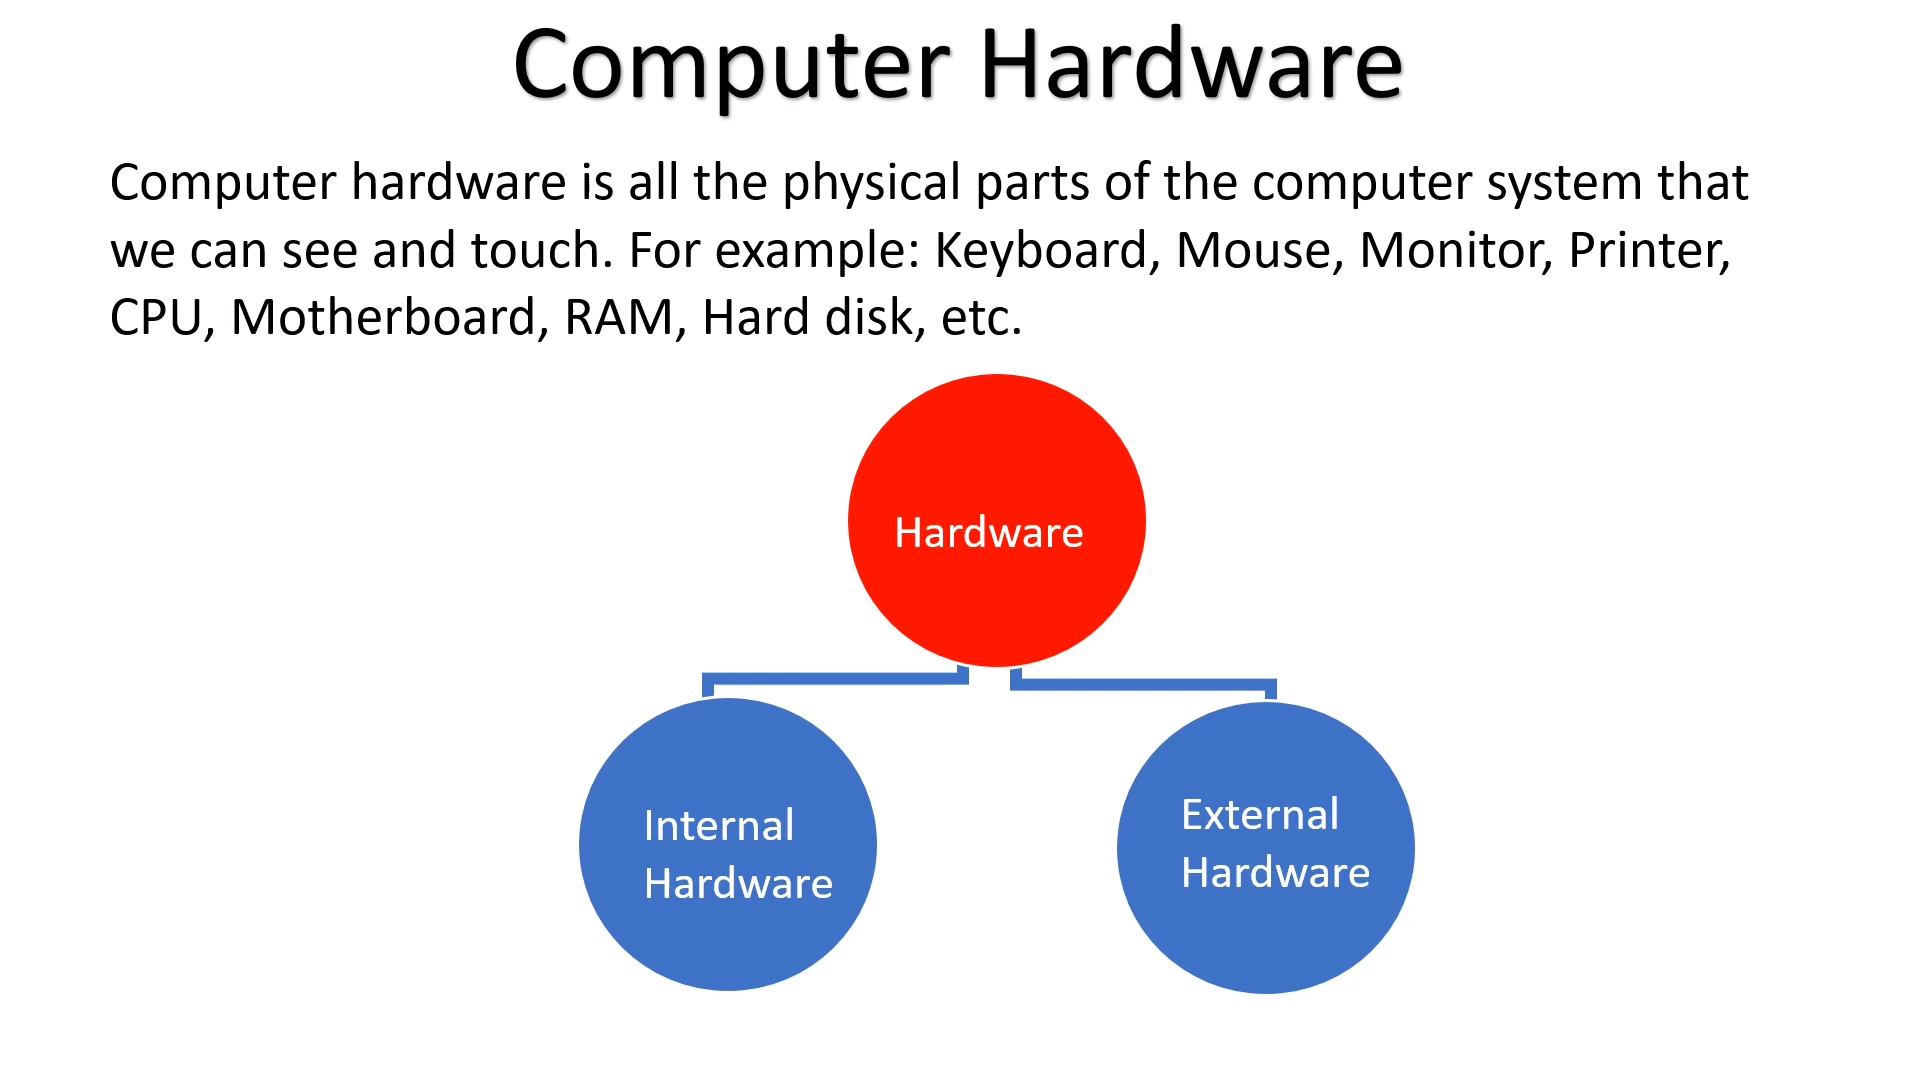 Computer Hardware
Computer hardware is all the physical parts of the computer system that
we can see and touch. For example: Keyboard, Mouse, Monitor, Printer,
CPU, Motherboard, RAM, Hard disk, etc.
Hardware
Internal
Hardware
External
Hardware